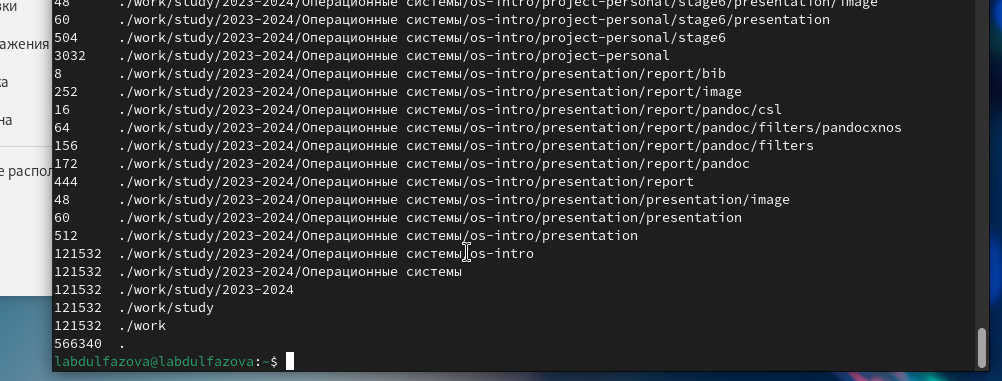 вки
ажения
ка
на
е распол
48 ./work/study/2023-2024/Операционные системы/os-intro/project-personal/stage6/presentation/image
60 ./work/study/2023-2024/Операционные системы/os-intro/project-personal/stage6/presentation
504 ./work/study/2023-2024/Операционные системы/os-intro/project-personal/stage6
3032 ./work/study/2023-2024/Операционные системы/os-intro/project-personal
8 ./work/study/2023-2024/Операционные системы/os-intro/presentation/report/bib
252 ./work/study/2023-2024/Операционные системы/os-intro/presentation/report/image
16 ./work/study/2023-2024/Операционные системы/os-intro/presentation/report/pandoc/csl
64 ./work/study/2023-2024/Операционные системы/os-intro/presentation/report/pandoc/filters/pandocxnos
156 ./work/study/2023-2024/Операционные системы/os-intro/presentation/report/pandoc/filters
172 ./work/study/2023-2024/Операционные системы/os-intro/presentation/report/pandoc
444 ./work/study/2023-2024/Операционные системы/os-intro/presentation/report
48 ./work/study/2023-2024/Операционные системы/os-intro/presentation/presentation/image
60 ./work/study/2023-2024/Операционные системы/os-intro/presentation/presentation
512 ./work/study/2023-2024/Операционные системы/os-intro/presentation
121532 ./work/study/2023-2024/Операционные системы/os-intro
121532 ./work/study/2023-2024/Операционные системы
121532 ./work/study/2023-2024
121532 ./work/study
121532 ./work
566340 .
labdulfazova@labdulfazova:~$